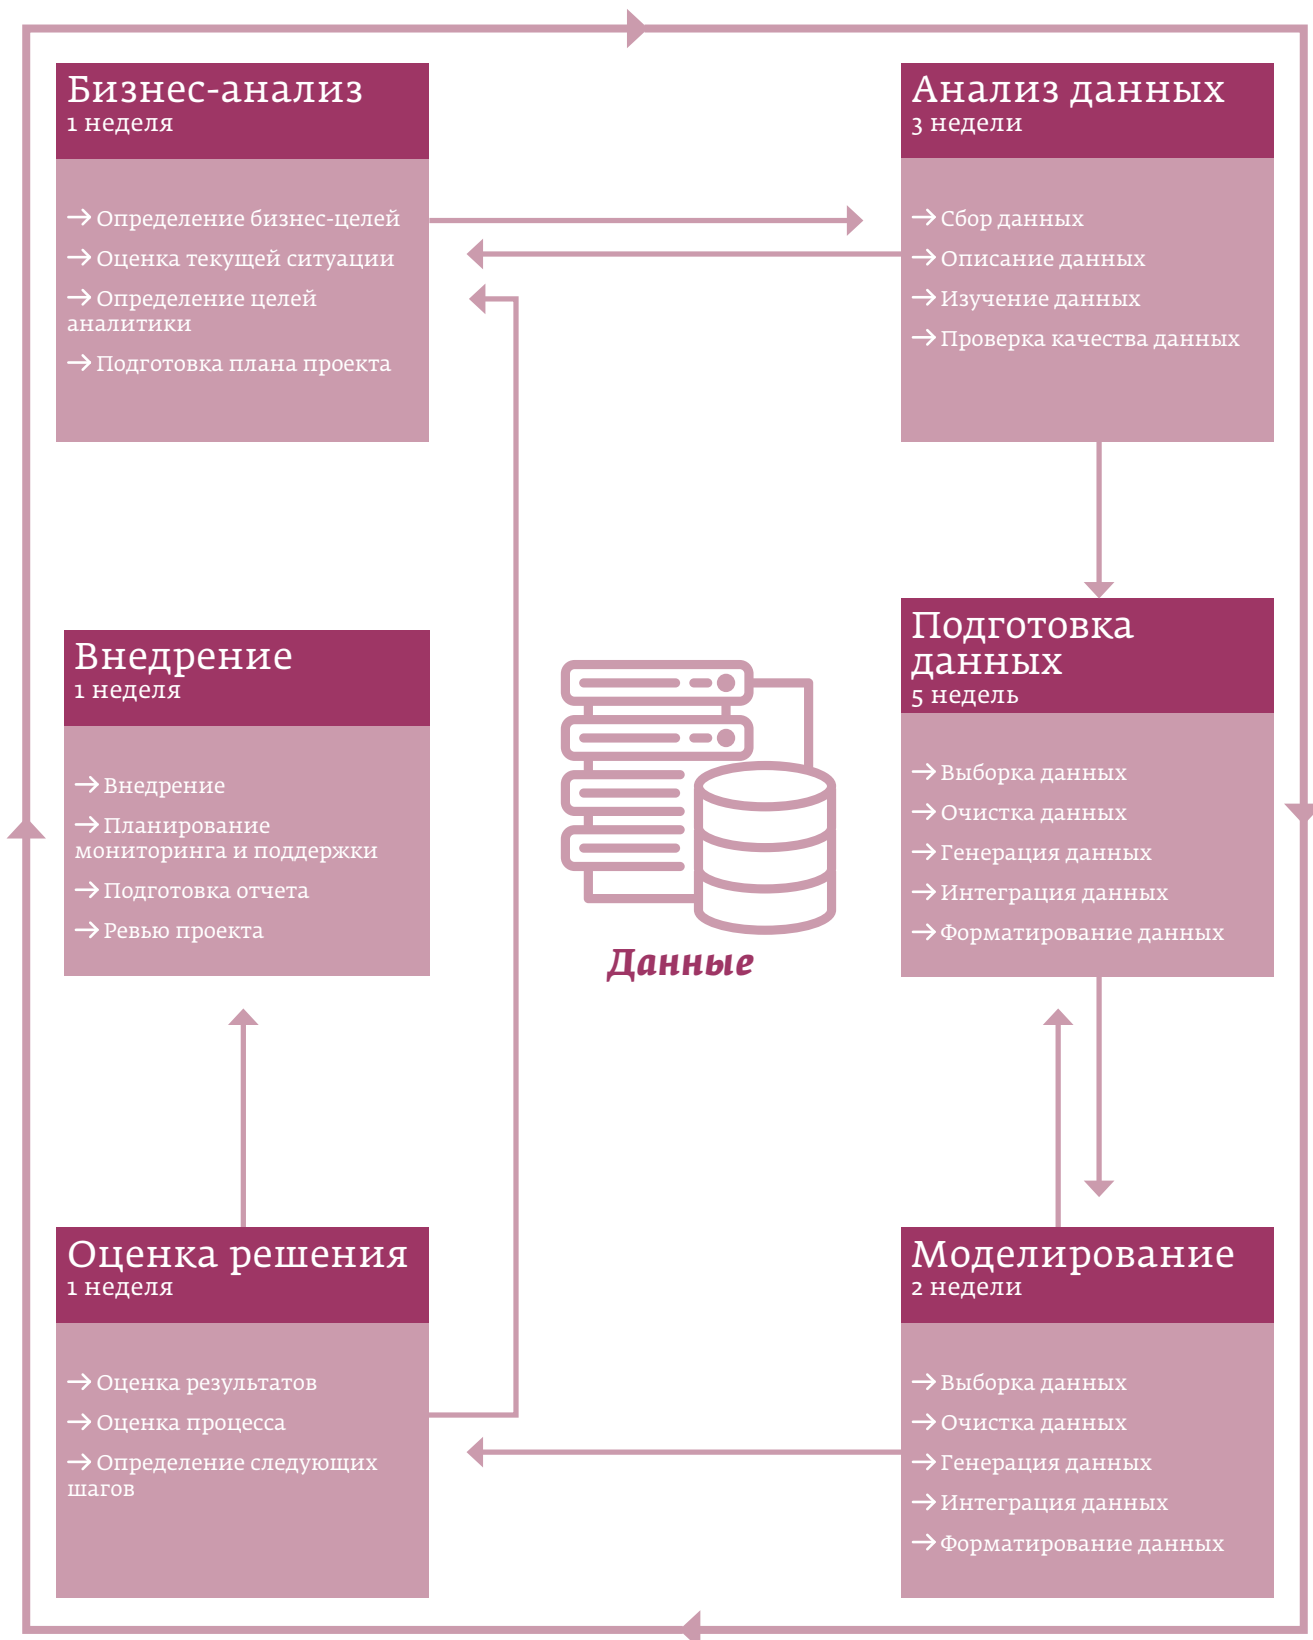 Бизнес-анализ
1 неделя
→ Определение бизнес-целей
→ Оценка текущей ситуации
→ Определение целей
аналитики
→ Подготовка плана проекта
Анализ данных
3 недели
→ Сбор данных
→ Описание данных
→ Изучение данных
→ Проверка качества данных
Подготовка
данных
5 недель
→ Выборка данных
→ Очистка данных
→ Генерация данных
→ Интеграция данных
→ Форматирование данных
Внедрение
1 неделя
→ Внедрение
→ Планирование
мониторинга и поддержки
→ Подготовка отчета
→ Ревью проекта
Данные
Оценка решения
1 неделя
→ Оценка результатов
→ Оценка процесса
→ Определение следующих
шагов
Моделирование
2 недели
→ Выборка данных
→ Очистка данных
→ Генерация данных
→ Интеграция данных
→ Форматирование данных